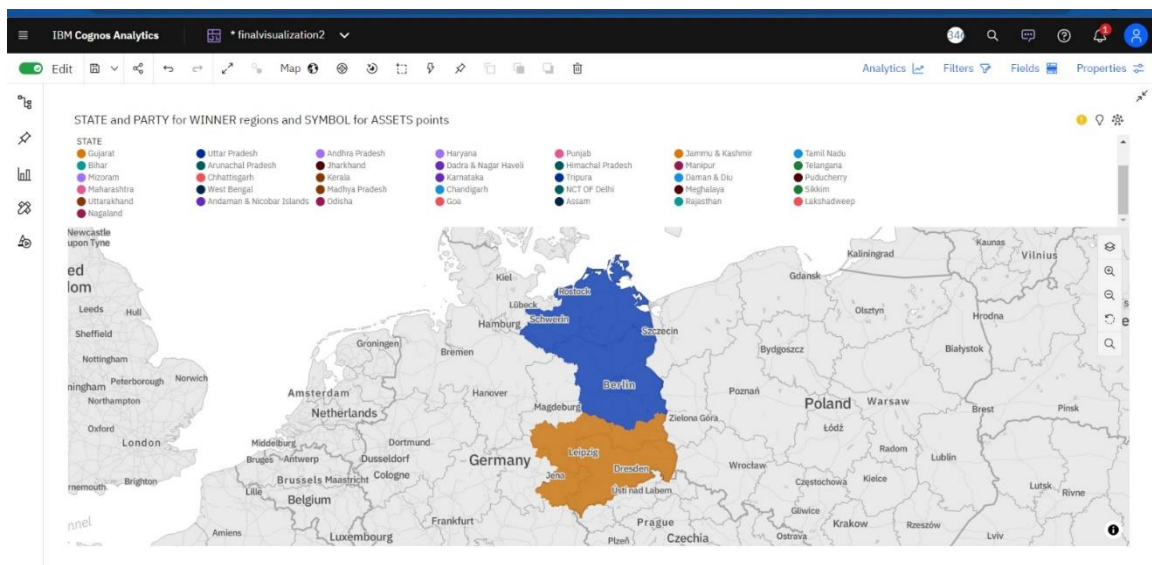 IBM Cognos Analytics
* finalvisualization2
1
Edit
Map
Analytics
Filters
Fields
Properties
STATE and PARTY for WINNER regions and SYMBOL for ASSETS points
STATE
Gujarat Uttar Pradesh Andhra Pradesh Haryana Punjab Jammu & Kashmir Tamil Nadu
Bihar Arunachal Pradesh Jharkhand Dadra & Nagar Haveli Himachal Pradesh Manipur Telangana
Mizoram Chhattisgarh Kerala Karnataka Tripura Daman & Diu Puducherry
Maharashtra West Bengal Madhya Pradesh Chandigarh NCT OF Delhi Meghalaya Sikkim
Uttarakhand Andaman & Nicobar Islands Odisha Goa Assam Rajasthan Lakshadweep
Nagaland
Newcastle
upon Tyne
Kaunas
Vilnius
Kaliningrad
ed
lom
Kiel
Gdansk
Rostock
Leeds
Hull
Lübeck
Olsztyn
Hrodna
Hamburg
Schwerin
Szczecin
Sheffield
Groningen
Bremen
Bydgoszcz
Białystok
Nottingham
ningham
Peterborough
Norwich
Berlin
Northampton
Amsterdam
Hanover
Poznań
Poland
Warsaw
Magdeburg
Brest
Pinsk
Netherlands
Zielona Góra
Łódź
Oxford
London
Middelburg
Dortmund
Radom
Leipzig
Lublin
Bruges
Antwerp
Dusseldorf
Germany
Wrocław
Dresden
Jena
Cologne
Brussels
Maastricht
Częstochowa
Kielce
nemouth
Brighton
Lille
Belgium
Usti nad Labem
Lutsk
Rivne
Gliwice
nnel
Frankfurt
Prague
Krakow
Rzeszów
Amiens
Luxembourg
Plzeň
Czechia
Ostrava
Lviv